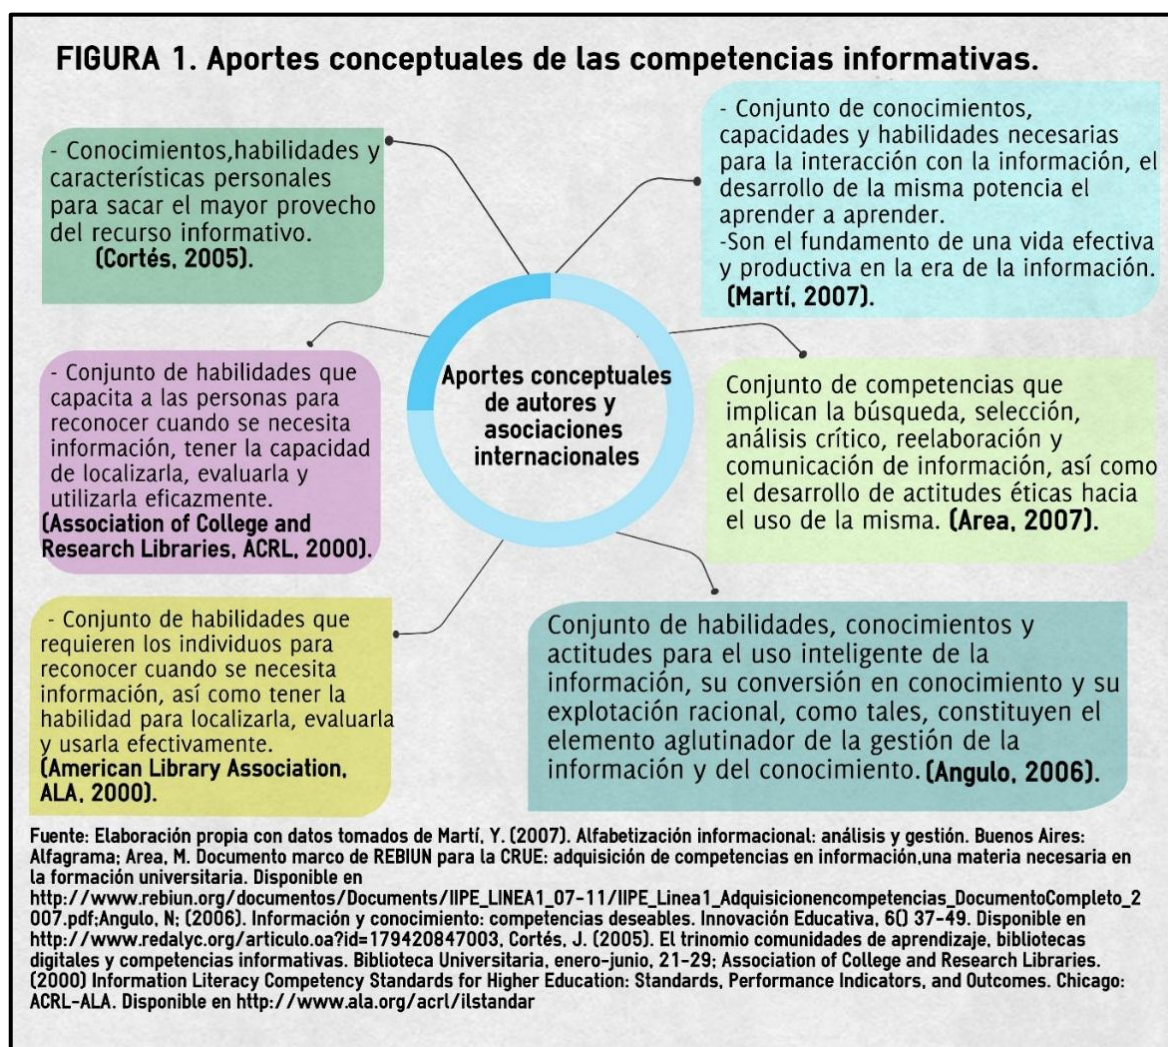 FIGURA 1. Aportes conceptuales de las competencias informativas.
- Conocimientos,habilidades y
características personales
para sacar el mayor provecho
del recurso informativo.
(Cortés, 2005).
- Conjunto de conocimientos,
capacidades y habilidades necesarias
para la interacción con la información, el
desarrollo de la misma potencia el
aprender a aprender.
-Son el fundamento de una vida efectiva
y productiva en la era de la información.
(Martí, 2007).
Aportes conceptuales
de autores y
asociaciones
internacionales
- Conjunto de habilidades que
capacita a las personas para
reconocer cuando se necesita
información, tener la capacidad
de localizarla, evaluarla y
utilizarla eficazmente.
(Association of College and
Research Libraries, ACRL, 2000).
Conjunto de competencias que
implican la búsqueda, selección,
análisis crítico, reelaboración y
comunicación de información, así como
el desarrollo de actitudes éticas hacia
el uso de la misma. (Area, 2007).
- Conjunto de habilidades que
requieren los individuos para
reconocer cuando se necesita
información, así como tener la
habilidad para localizarla, evaluarla
y usarla efectivamente.
(American Library Association,
ALA, 2000).
Conjunto de habilidades, conocimientos y
actitudes para el uso inteligente de la
información, su conversión en conocimiento y su
explotación racional, como tales, constituyen el
elemento aglutinador de la gestión de la
información y del conocimiento. (Angulo, 2006).
Fuente: Elaboración propia con datos tomados de Martí, Y. (2007). Alfabetización informacional: análisis y gestión. Buenos Aires:
Alfagrama; Area, M. Documento marco de REBIUN para la CRUE: adquisición de competencias en información,una materia necesaria en
la formación universitaria. Disponible en
http://www.rebiun.org/documentos/Documents/IIPE_LINEA1_07-11/IIPE_Linea1_Adquisicionencompetencias_DocumentoCompleto_2
007.pdf;Angulo, N; (2006). Información y conocimiento: competencias deseables. Innovación Educativa, 6() 37-49. Disponible en
http://www.redalyc.org/articulo.oa?id=179420847003, Cortés, J. (2005). El trinomio comunidades de aprendizaje, bibliotecas
digitales y competencias informativas. Biblioteca Universitaria, enero-junio, 21-29; Association of College and Research Libraries.
(2000) Information Literacy Competency Standards for Higher Education: Standards, Performance Indicators, and Outcomes. Chicago:
ACRL-ALA. Disponible en http://www.ala.org/acrl/ilstandar